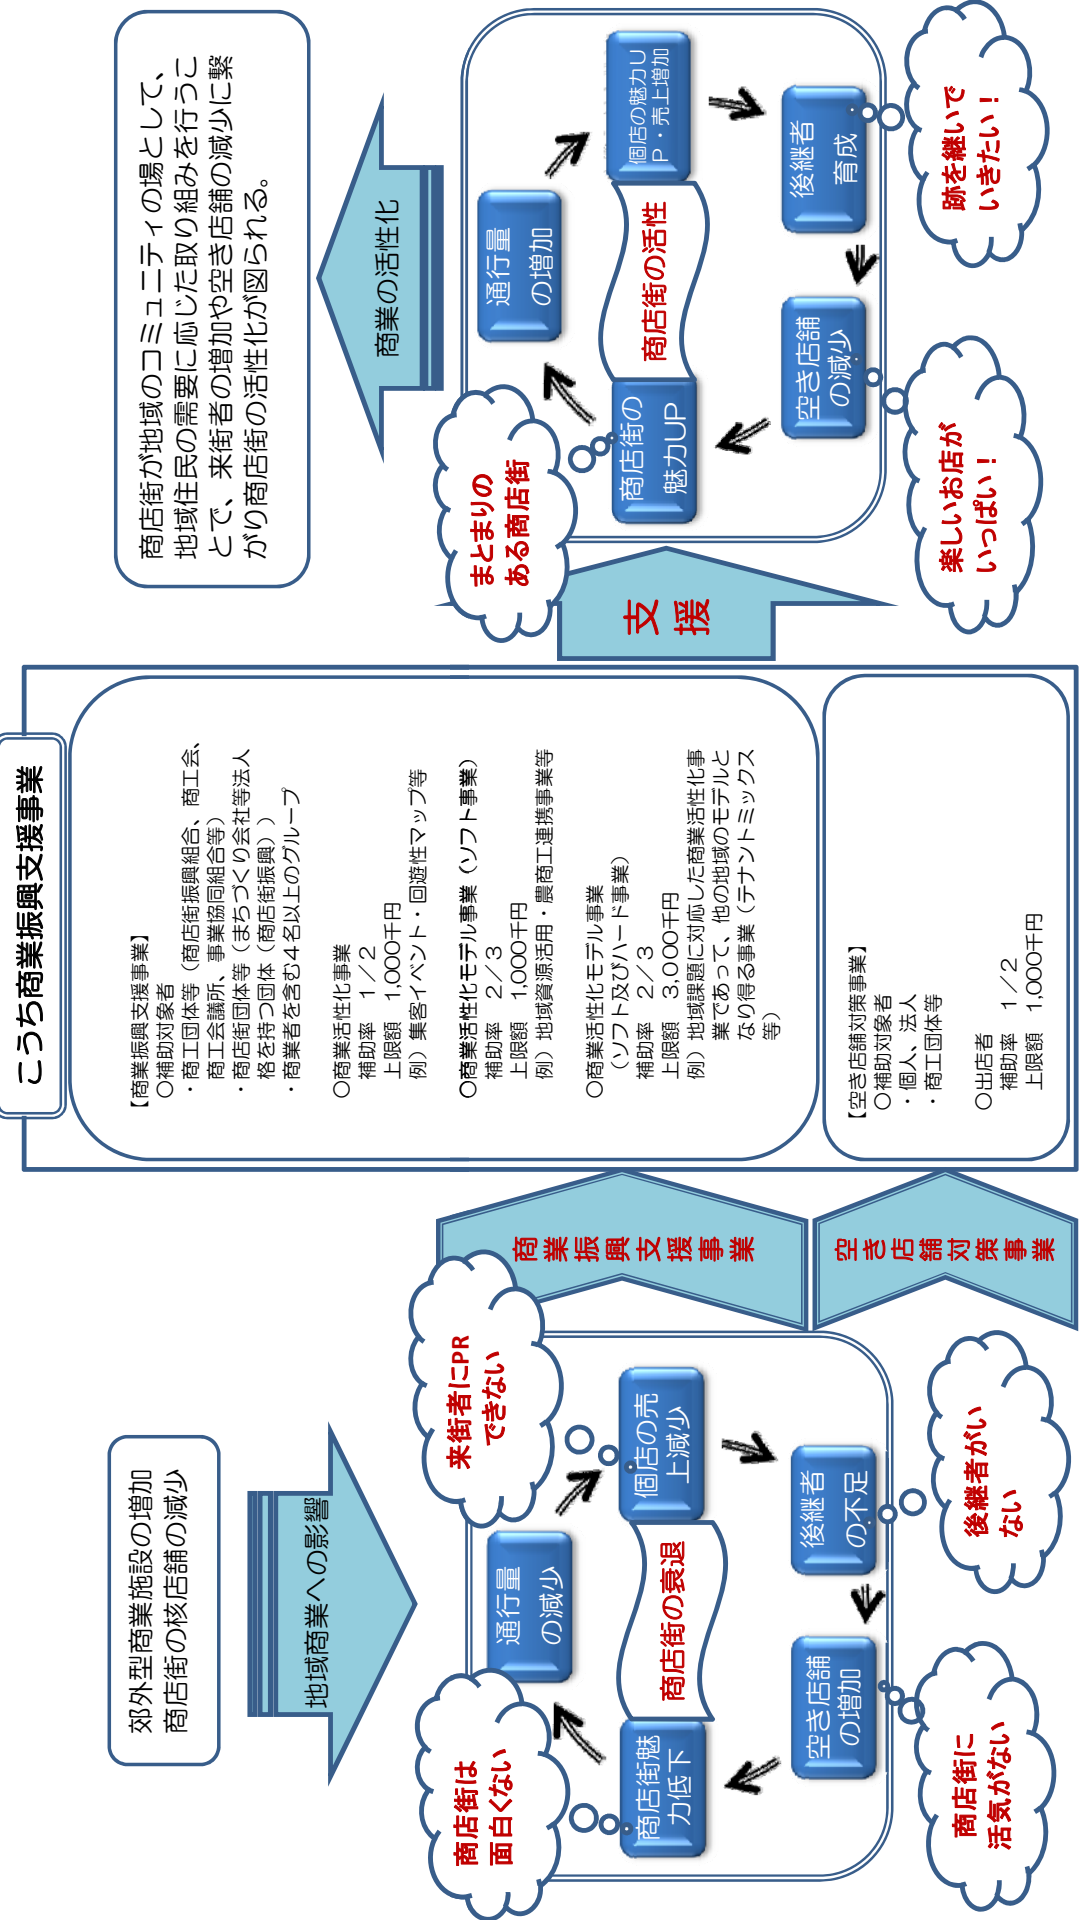 こうち商業振興支援事業
郊外型商業施設の増加
商店街の核店舗の減少
地域商業への影響
商店街は
面白くない
来街者にPR
できない
通行量
の減少
個店の売
上減少
後継者
の不足
空き店舗
の増加
商店街魅
力低下
商店街の衰退
商店街に
活気がない
後継者がい
ない
商業振興支援事業
空き店舗対策事業
【商業振興支援事業】
○補助対象者
・商工団体等（商店街振興組合、商工会、
商工会議所、事業協同組合等）
・商店街団体等（まちづくり会社等法人
格を持つ団体（商店街振興））
・商業者を含む４名以上のグループ
○商業活性化事業
補助率　１／２
上限額　1,000千円
例）集客イベント・回遊性マップ等
○商業活性化モデル事業（ソフト事業）
補助率　２／３
上限額　1,000千円
例）地域資源活用・農商工連携事業等
○商業活性化モデル事業
（ソフト及びハード事業）
補助率　２／３
上限額　3,000千円
例）地域課題に対応した商業活性化事
業であって、他の地域のモデルと
なり得る事業（テナントミックス
等）
【空き店舗対策事業】
○補助対象者
・個人、法人
・商工団体等
○出店者
補助率　１／２
上限額　1,000千円
支
援
商店街が地域のコミュニティの場として、
地域住民の需要に応じた取り組みを行うこ
とで、来街者の増加や空き店舗の減少に繋
がり商店街の活性化が図られる。
商業の活性化
まとまりの
ある商店街
通行量
の増加
個店の魅力U
P・売上増加
後継者
育成
空き店舗
の減少
商店街の
魅力UP
商店街の活性
楽しいお店が
いっぱい！
跡を継いで
いきたい！